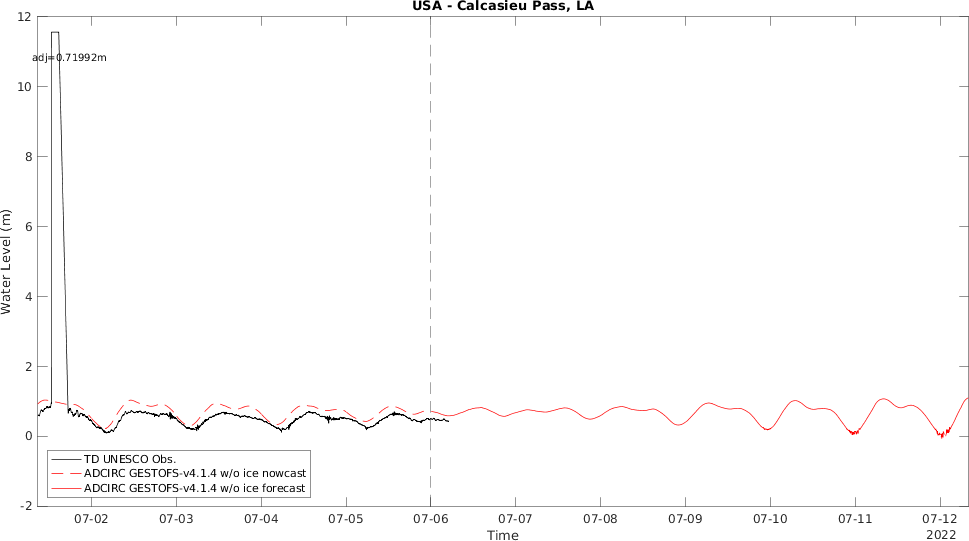 USA - Calcasieu Pass, LA
12
adj=0.71992m
10
8
6
4
2
0
-2
Water Level (m)
TD UNESCO Obs.
ADCIRC GESTOFS-v4.1.4 w/o ice nowcast
ADCIRC GESTOFS-v4.1.4 w/o ice forecast
07-02 07-03 07-04 07-05 07-06 07-07 07-08 07-09 07-10 07-11 07-12
Time 2022